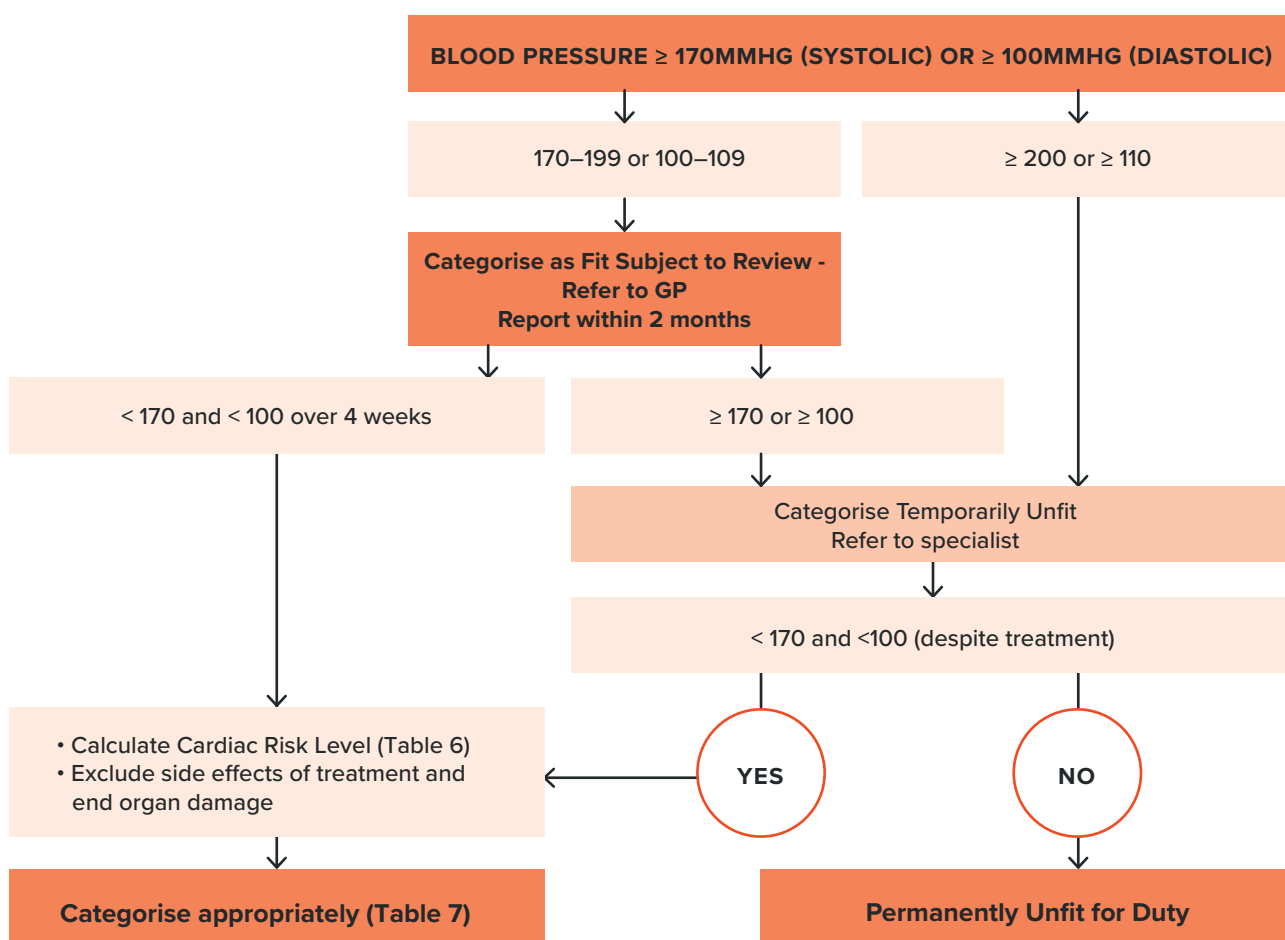 BLOOD PRESSURE ≥ 170MMHG (SYSTOLIC) OR ≥ 100MMHG (DIASTOLIC)
170–199 or 100–109
≥ 200 or ≥ 110
Categorise as Fit Subject to Review -
Refer to GP
Report within 2 months
< 170 and < 100 over 4 weeks
≥ 170 or ≥ 100
Categorise Temporarily Unfit
Refer to specialist
< 170 and <100 (despite treatment)
• Calculate Cardiac Risk Level (Table 6)
• Exclude side effects of treatment and
end organ damage
YES
NO
Categorise appropriately (Table 7)
Permanently Unfit for Duty